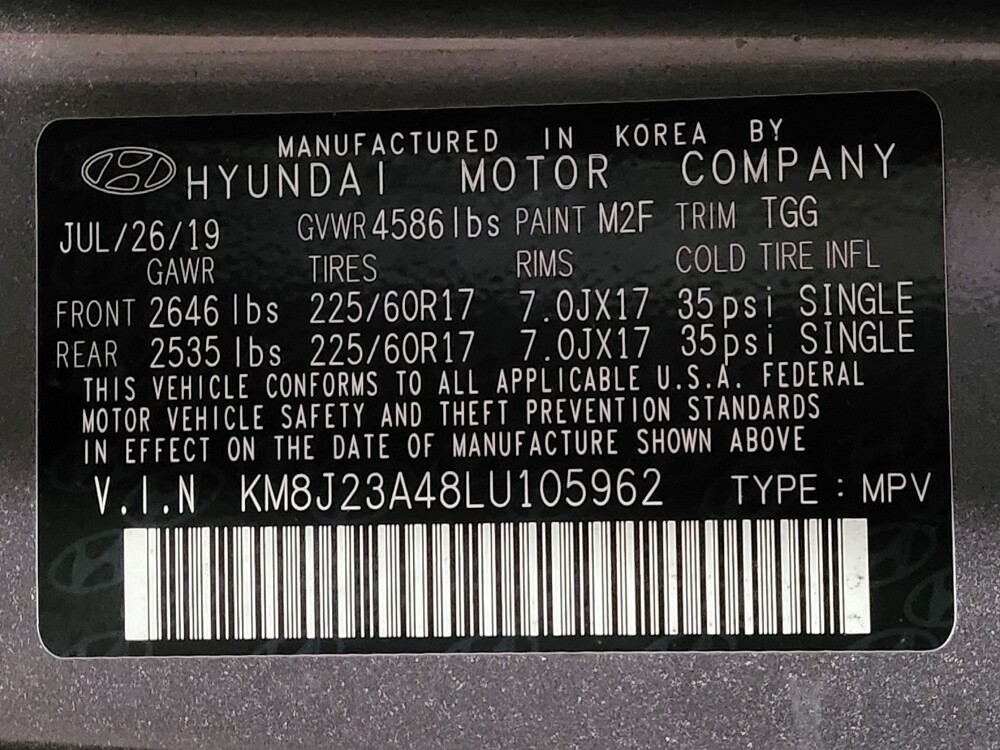 MANUFACTURED IN KOREA BY
HYUNDAI MOTOR COMPANY
JUL/26/19 GVWR 4586 lbs PAINT M2F TRIM TGG
GAWR TIRES RIMS COLD TIRE INFL
FRONT 2646 lbs 225/60R17 7.0JX17 35psi SINGLE
REAR 2535 lbs 225/60R17 7.0JX17 35psi SINGLE
THIS VEHICLE CONFORMS TO ALL APPLICABLE U.S.A. FEDERAL
MOTOR VEHICLE SAFETY AND THEFT PREVENTION STANDARDS
IN EFFECT ON THE DATE OF MANUFACTURE SHOWN ABOVE
V.I.N KM8J23A48LU105962 TYPE : MPV